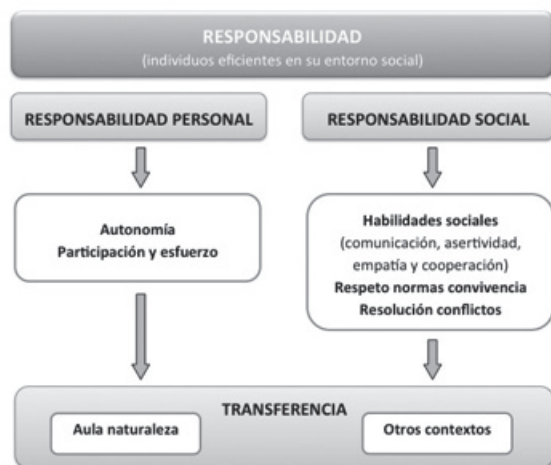 RESPONSABILIDAD
(individuos eficientes en su entorno social)
RESPONSABILIDAD PERSONAL
RESPONSABILIDAD SOCIAL
Autonomía
Participación y esfuerzo
Habilidades sociales
(comunicación, asertividad,
empatía y cooperación)
Respeto normas convivencia
Resolución conflictos
TRANSFERENCIA
Aula naturaleza
Otros contextos